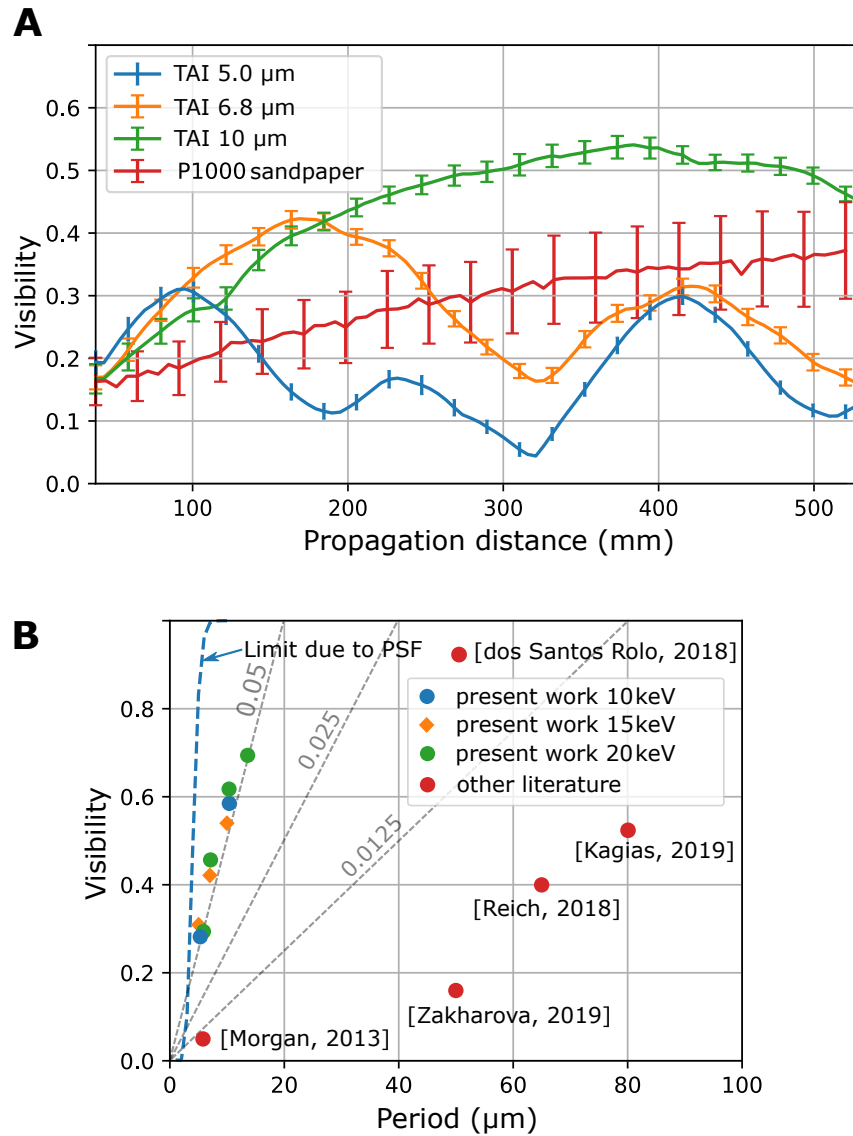 A
TAI 5.0 µm
TAI 6.8 µm
TAI 10 µm
P1000 sandpaper
0.6
0.5
0.4
0.3
0.2
0.1
0.0
Visibility
100
200
300
400
500
Propagation distance (mm)
B
Limit due to PSF
[dos Santos Rolo, 2018]
0.05
0.025
0.0125
present work 10keV
present work 15keV
present work 20keV
other literature
[Kagias, 2019]
[Reich, 2018]
[Zakharova, 2019]
[Morgan, 2013]
0.8
0.6
0.4
0.2
0.0
Visibility
0
20
40
60
80
100
Period (µm)